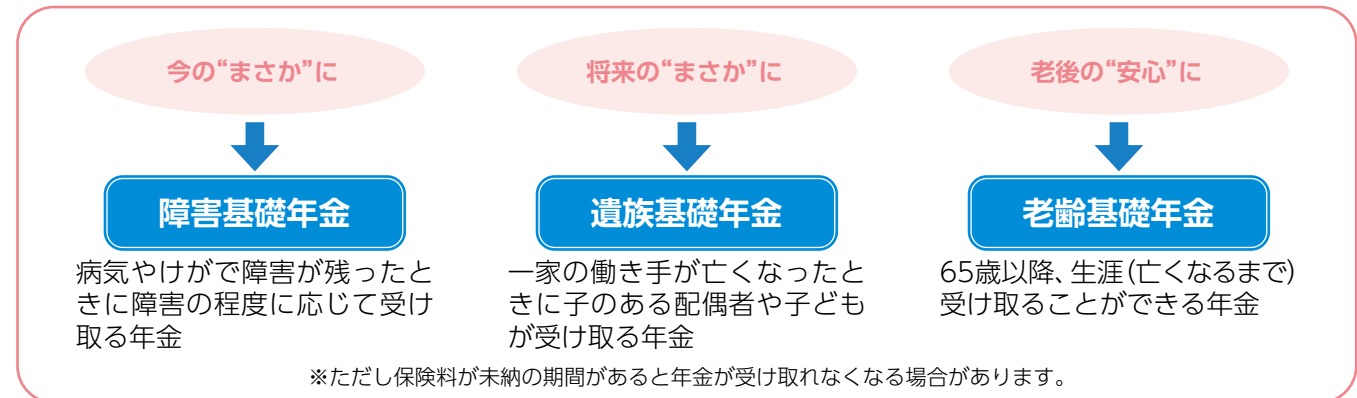 今の“まさか”に
障害基礎年金
病気やけがで障害が残ったと
きに障害の程度に応じて受け
取る年金
将来の“まさか”に
遺族基礎年金
一家の働き手が亡くなったと
きに子のある配偶者や子ども
が受け取る年金
老後の“安心”に
老齢基礎年金
65歳以降、生涯(亡くなるまで)
受け取ることができる年金
※ただし保険料が未納の期間があると年金が受け取れなくなる場合があります。